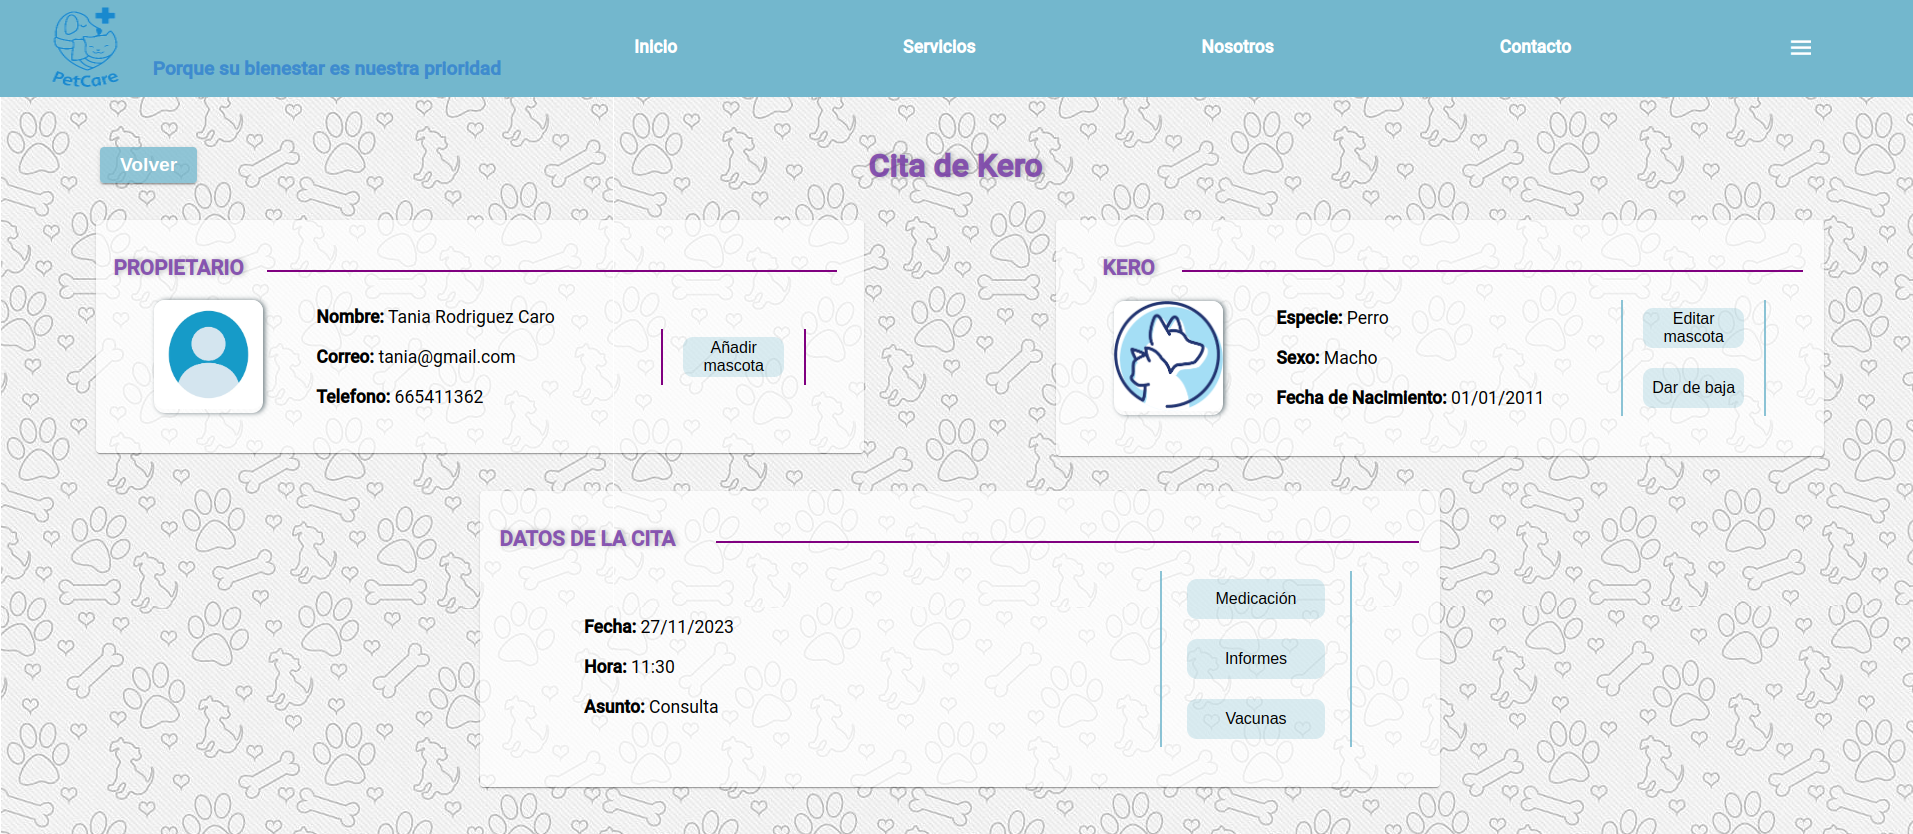 PetCare
Porque su bienestar es nuestra prioridad
Inicio
Servicios
Nosotros
Contacto
Volver
Cita de Kero
PROPIETARIO
Nombre: Tania Rodriguez Caro
Correo: tania@gmail.com
Telefono: 665411362
Añadir
mascota
KERO
Especie: Perro
Sexo: Macho
Fecha de Nacimiento: 01/01/2011
Editar
mascota
Dar de baja
DATOS DE LA CITA
Fecha: 27/11/2023
Hora: 11:30
Asunto: Consulta
Medicación
Informes
Vacunas